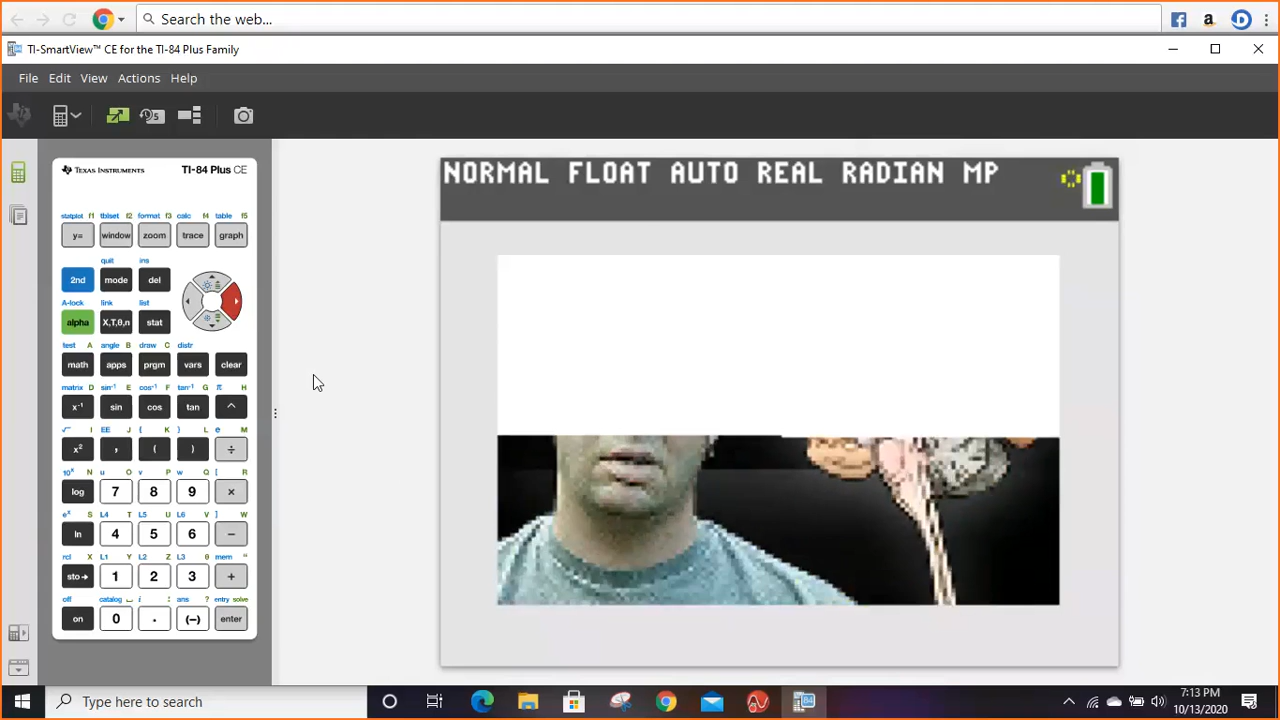 Search the web...
TI-SmartView™ CE for the TI-84 Plus Family
File Edit View Actions Help
NORMAL FLOAT AUTO REAL RADIAN MP
TEXAS INSTRUMENTS TI-84 Plus CE
statplot f1 tblset f2 format f3 calc f4 table f5
y= window zoom trace graph
quit ins
2nd mode del
A-lock link list
alpha X,T,θ,n stat
test A angle B draw C distr
math apps prgm vars clear
matrix D sin⁻¹ E cos⁻¹ F tan⁻¹ G π H
x⁻¹ sin cos tan ^
√ I EE J { K } L e M
x² , ( ) ÷
10ˣ N u O v P w Q [ R
log 7 8 9 ×
eˣ S L4 T L5 U L6 V ] W
ln 4 5 6 −
rcl X L1 Y L2 Z L3 θ mem "
sto→ 1 2 3 +
off catalog i : ans ? entry solve
on 0 . (−) enter
Type here to search
7:13 PM
10/13/2020